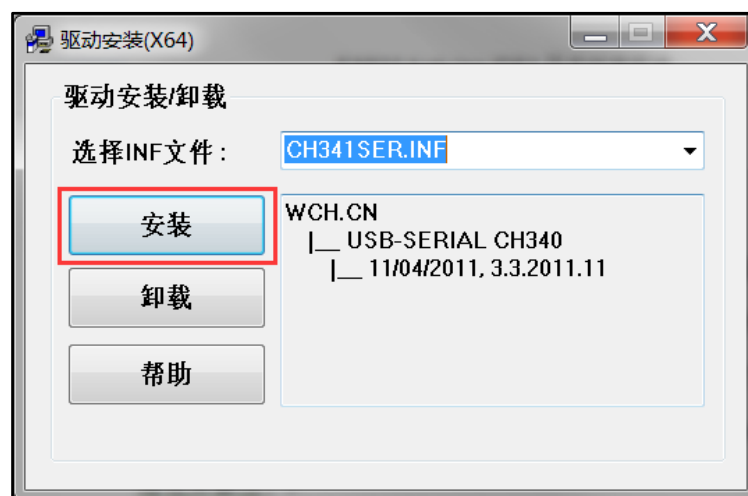 驱动安装(X64)
驱动安装/卸载
选择INF文件:
CH341SER.INF
安装
WCH.CN
|__ USB-SERIAL CH340
|__ 11/04/2011, 3.3.2011.11
卸载
帮助